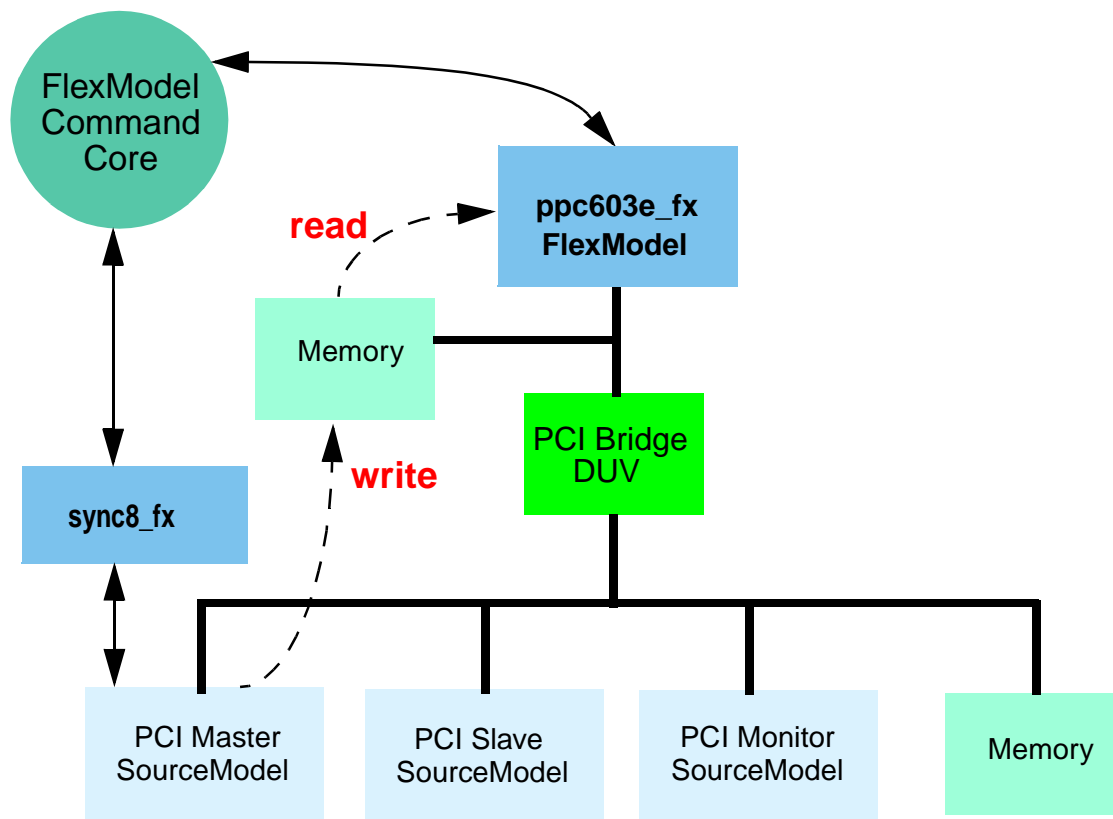 FlexModel
Command
Core
ppc603e_fx
FlexModel
read
Memory
write
PCI Bridge
DUV
sync8_fx
PCI Master
SourceModel
PCI Slave
SourceModel
PCI Monitor
SourceModel
Memory